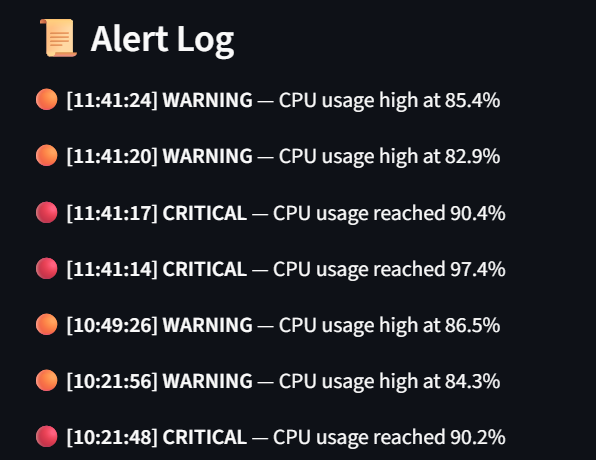 Alert Log
[11:41:24] WARNING — CPU usage high at 85.4%
[11:41:20] WARNING — CPU usage high at 82.9%
[11:41:17] CRITICAL — CPU usage reached 90.4%
[11:41:14] CRITICAL — CPU usage reached 97.4%
[10:49:26] WARNING — CPU usage high at 86.5%
[10:21:56] WARNING — CPU usage high at 84.3%
[10:21:48] CRITICAL — CPU usage reached 90.2%